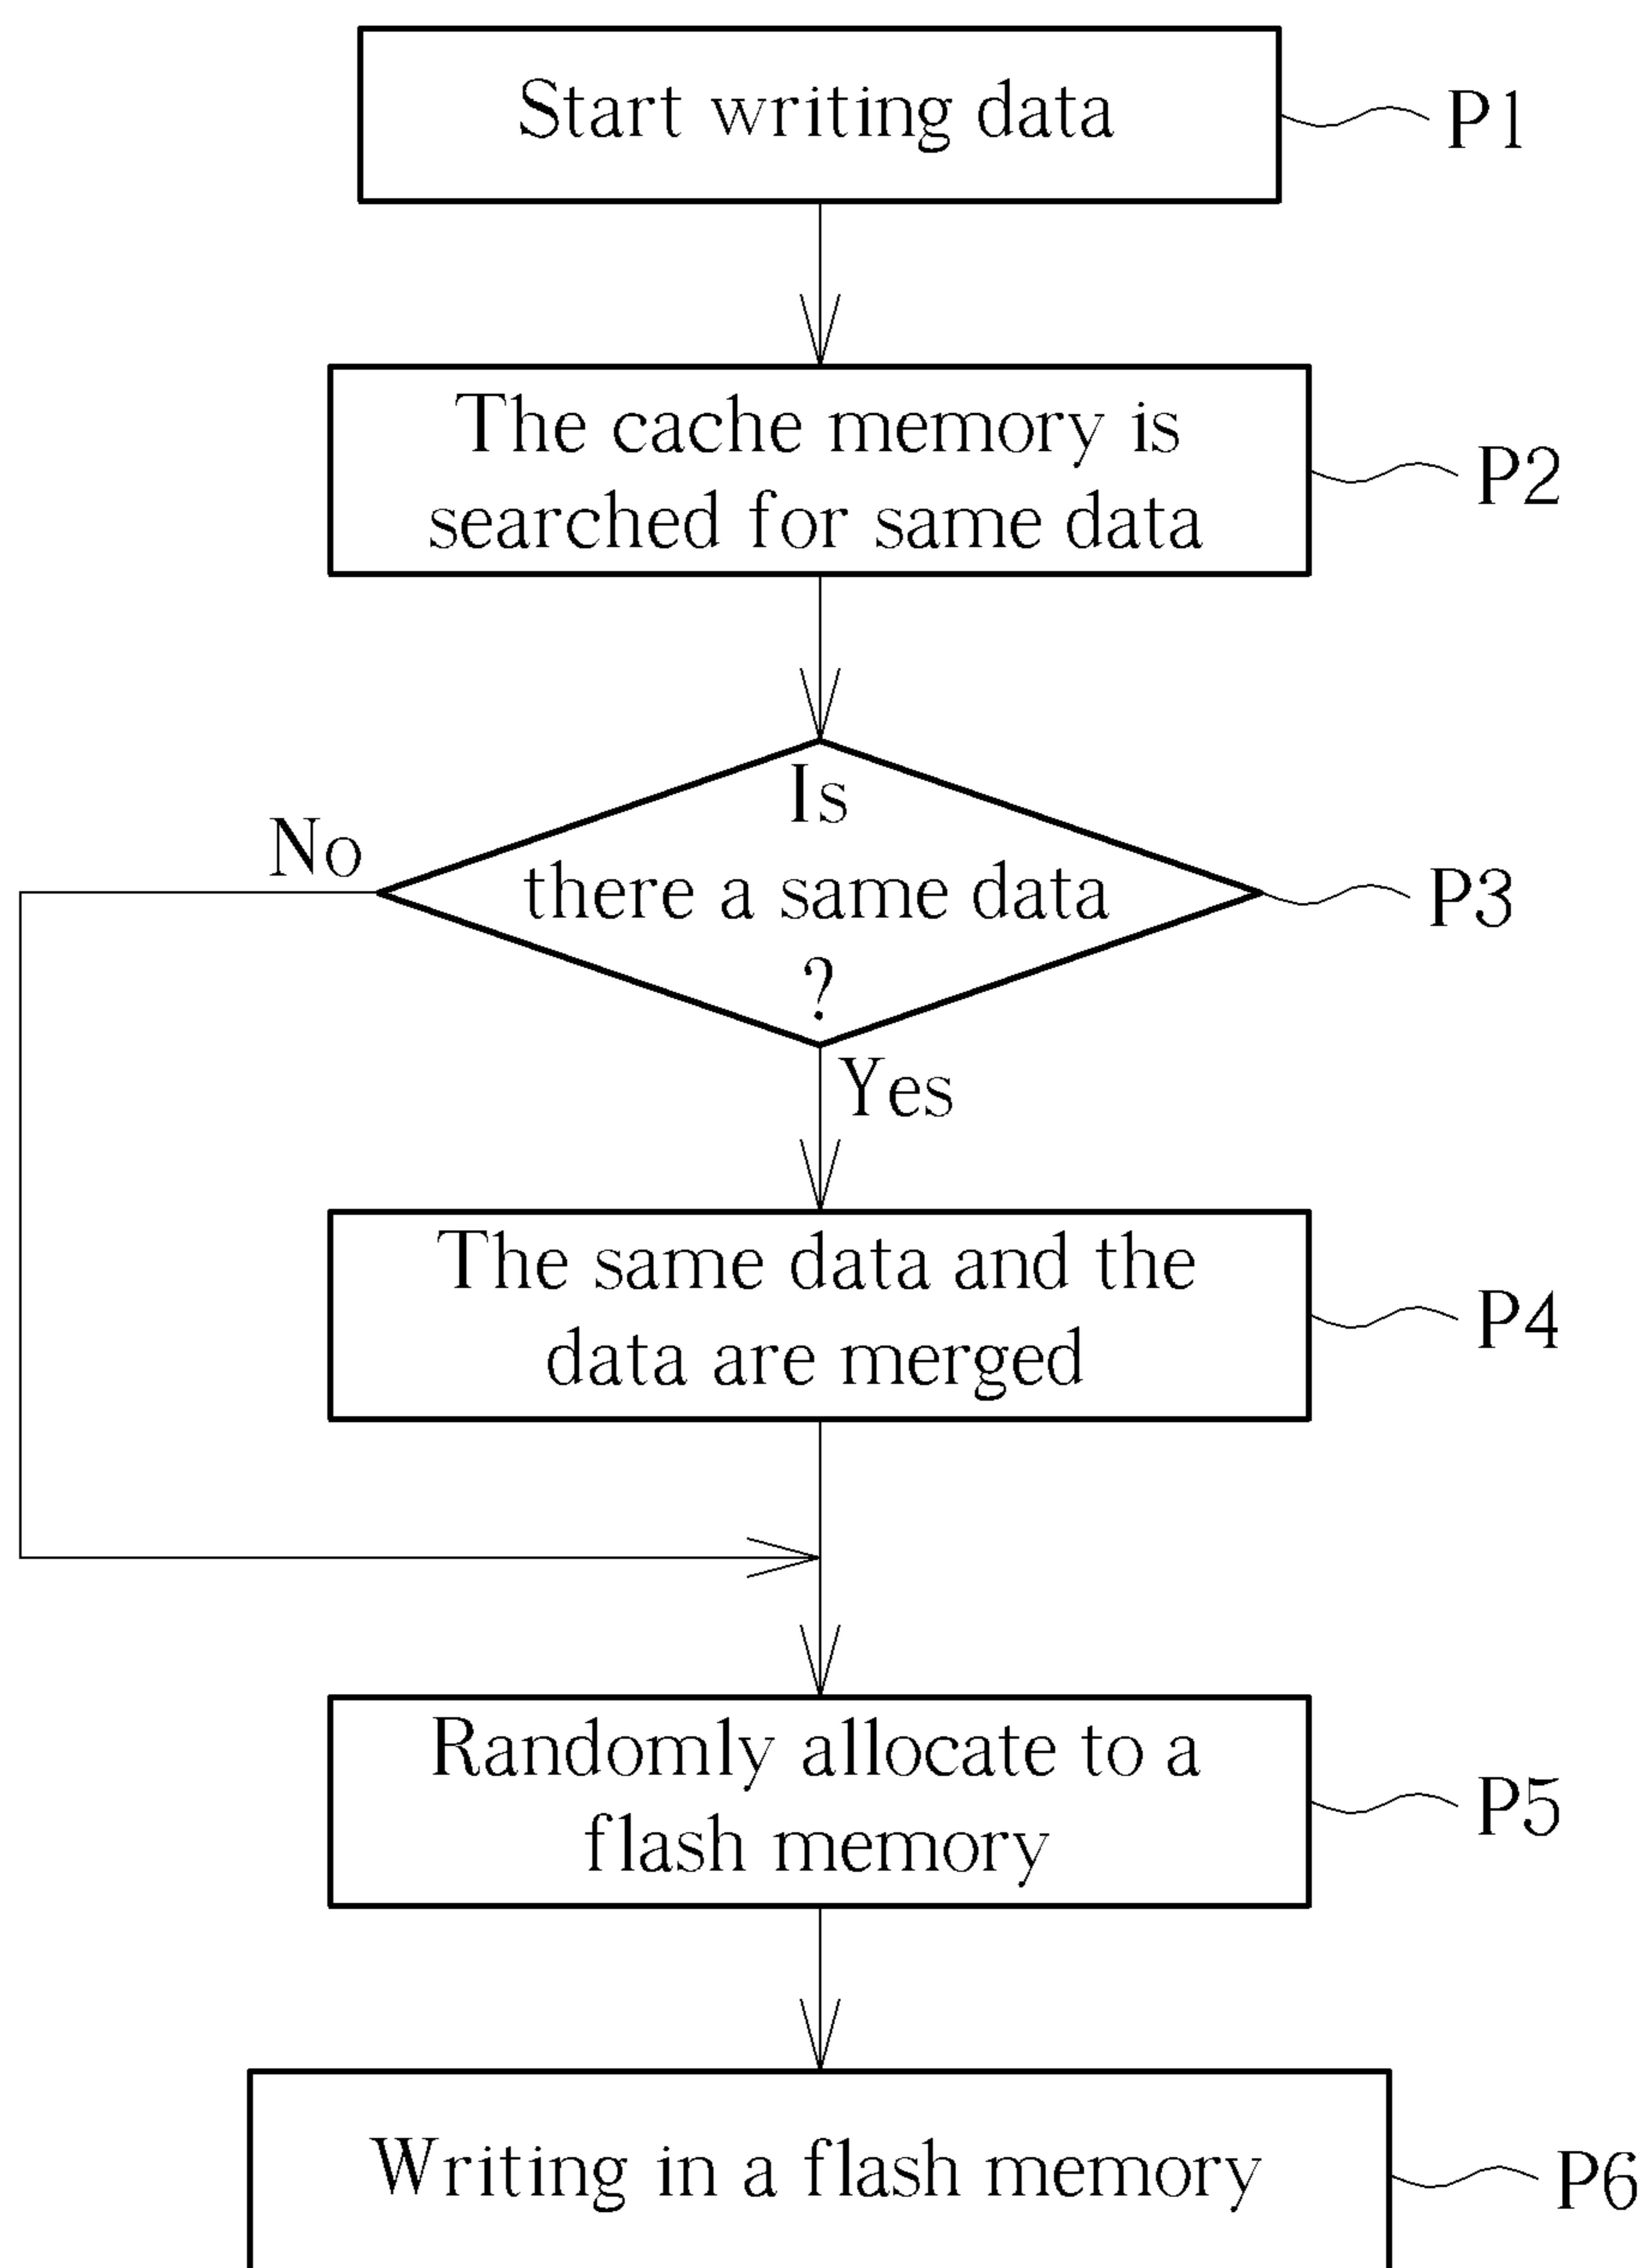 Start writing data
P1
The cache memory is
searched for same data
P2
Is
there a same data
?
P3
No
Yes
The same data and the
data are merged
P4
Randomly allocate to a
flash memory
P5
Writing in a flash memory
P6